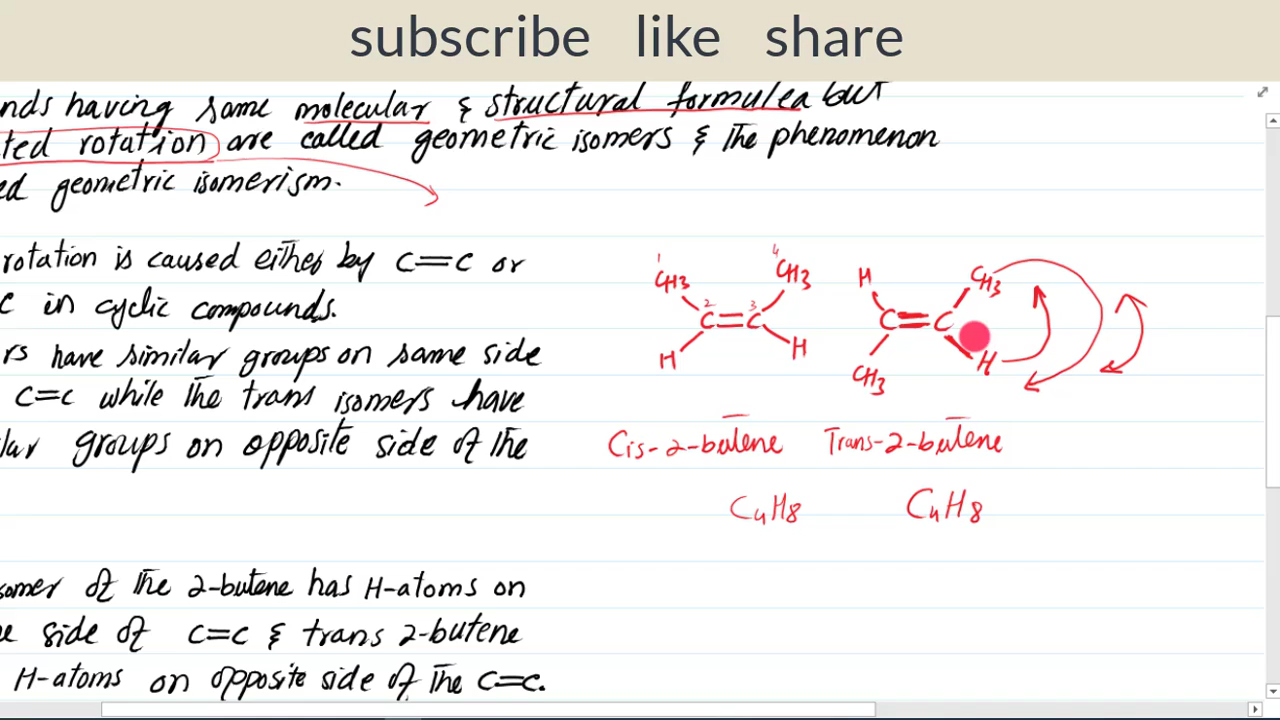 subscribe like share
nds having same molecular & structural formulea but
ted rotation are called geometric isomers & The phenomenon
ed geometric isomerism.
rotation is caused either by C=C or
C in cyclic compounds.
rs have similar groups on same side
C=C while The trans isomers have
lar groups on opposite side of the
somer of The 2-butene has H-atoms on
e side of C=C & trans 2-butene
H-atoms on opposite side of The C=C.
1 4
CH3 CH3
2 3
C=C
H H
H CH3
C=C
CH3 H
Cis-2-butene Trans-2-butene
C4H8 C4H8